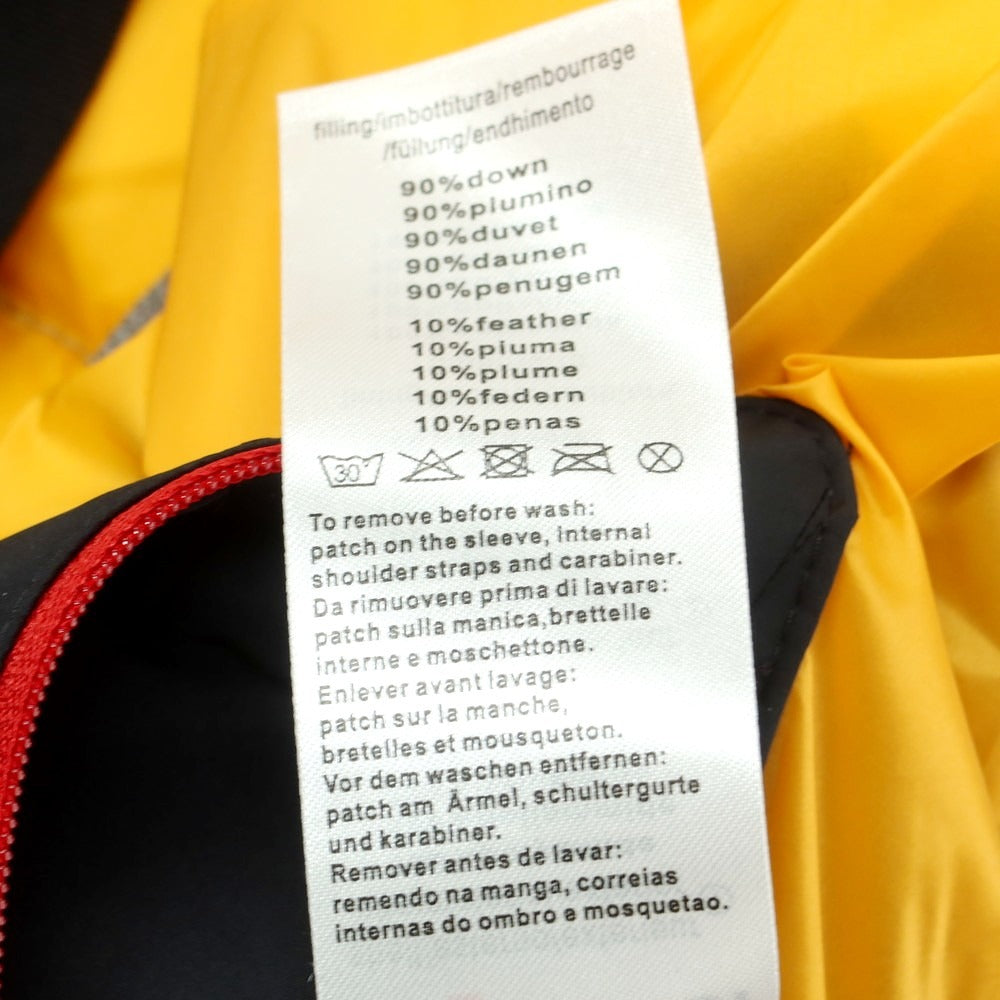 filling/imbottitura/rembourrage
/füllung/endhimento
90%down
90%plumino
90%duvet
90%daunen
90%penugem
10%feather
10%piuma
10%plume
10%federn
10%penas
30°
To remove before wash:
patch on the sleeve, internal
shoulder straps and carabiner.
Da rimuovere prima di lavare:
patch sulla manica,brettelle
interne e moschettone.
Enlever avant lavage:
patch sur la manche,
bretelles et mousqueton.
Vor dem waschen entfernen:
patch am Ärmel, schultergurte
und karabiner.
Remover antes de lavar:
remendo na manga, correias
internas do ombro e mosquetao.